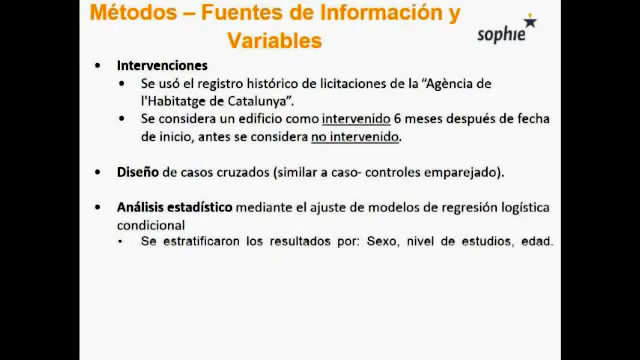 Métodos – Fuentes de Información y
Variables
sophie
• Intervenciones
• Se usó el registro histórico de licitaciones de la “Agència de
l'Habitatge de Catalunya”.
• Se considera un edificio como intervenido 6 meses después de fecha
de inicio, antes se considera no intervenido.
• Diseño de casos cruzados (similar a caso- controles emparejado).
• Análisis estadístico mediante el ajuste de modelos de regresión logística
condicional
• Se estratificaron los resultados por: Sexo, nivel de estudios, edad.